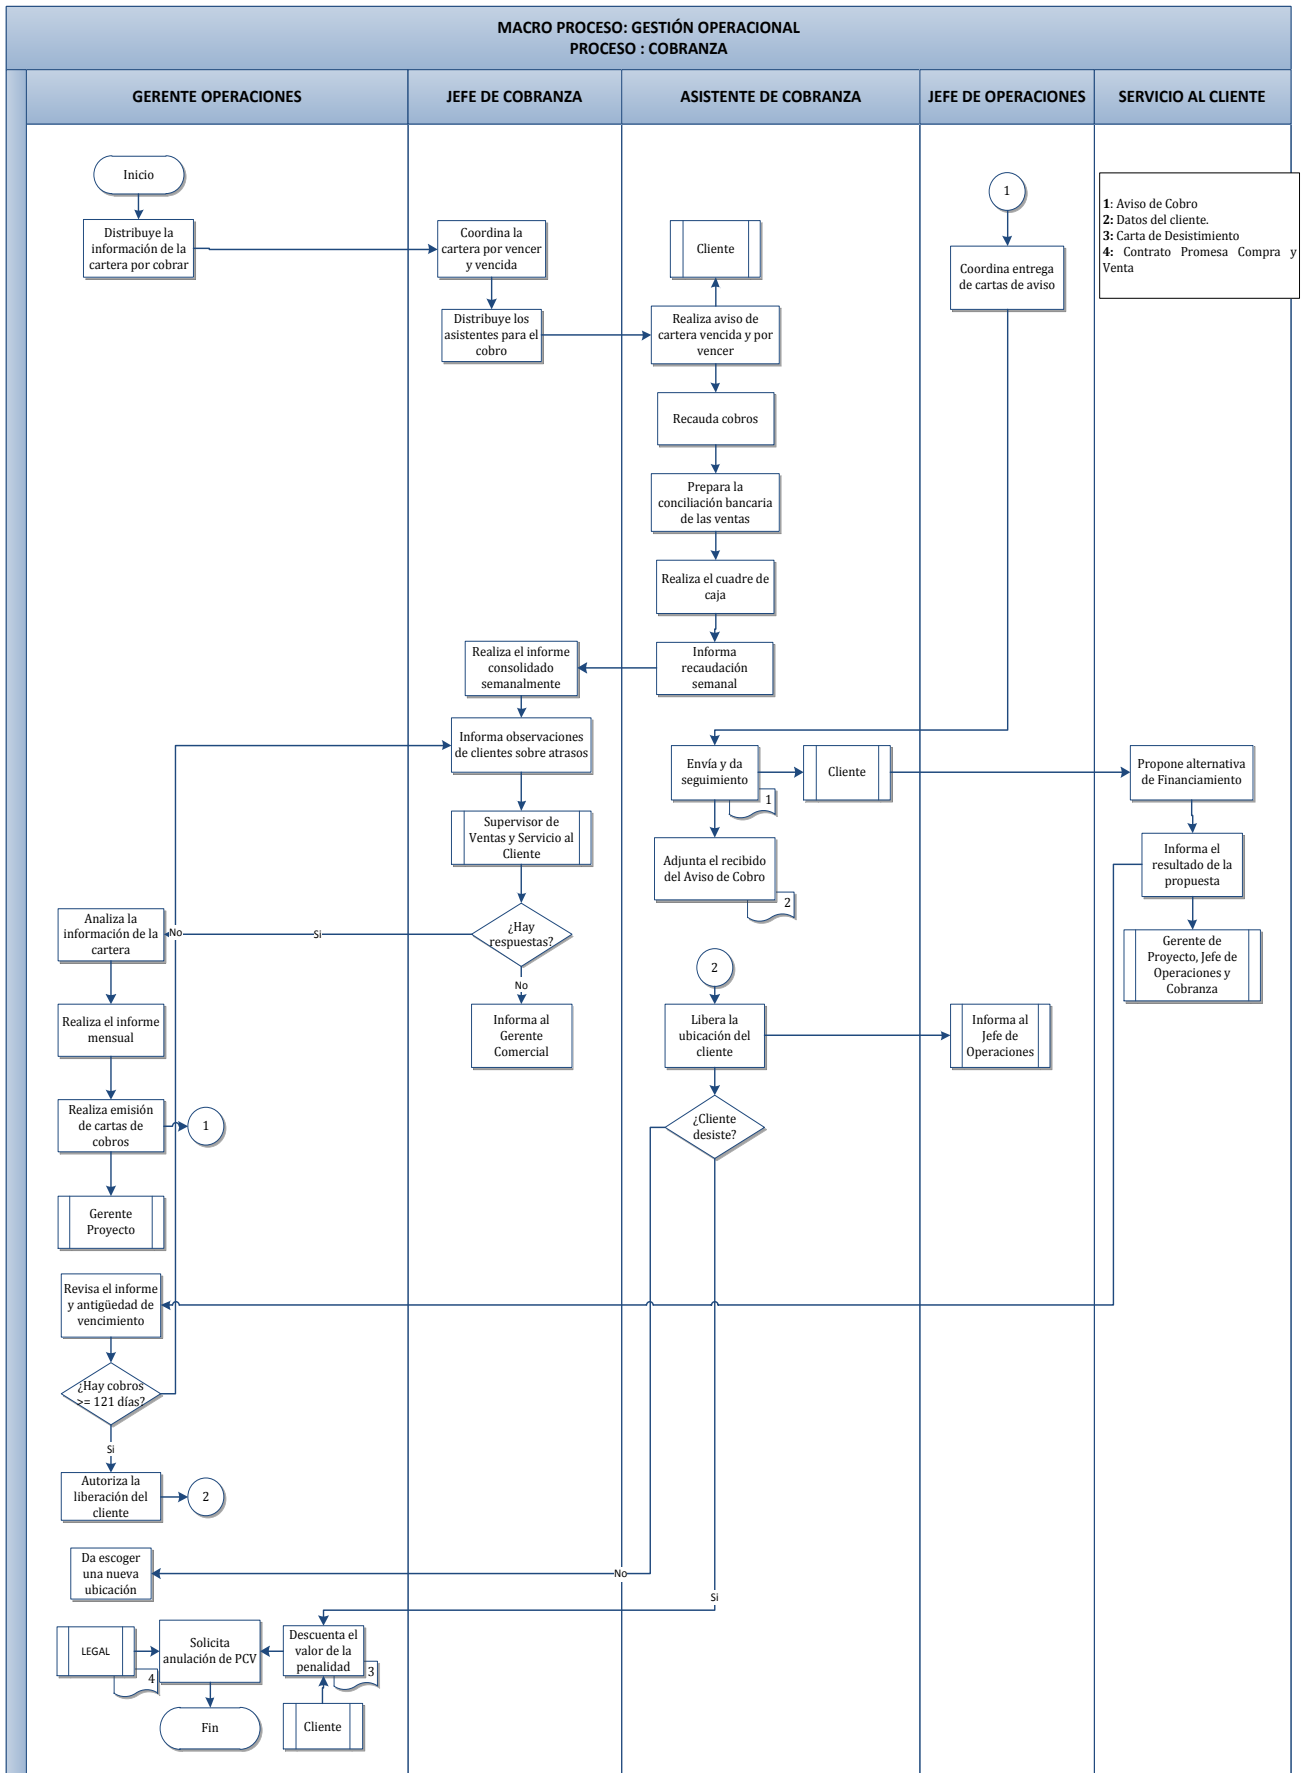 MACRO PROCESO: GESTIÓN OPERACIONAL
PROCESO : COBRANZA
GERENTE OPERACIONES
JEFE DE COBRANZA
ASISTENTE DE COBRANZA
JEFE DE OPERACIONES
SERVICIO AL CLIENTE
Inicio
Distribuye la
información de la
cartera por cobrar
Coordina la
cartera por vencer
y vencida
Distribuye los
asistentes para el
cobro
Cliente
Realiza aviso de
cartera vencida y por
vencer
Recauda cobros
Prepara la
conciliación bancaria
de las ventas
Realiza el cuadre de
caja
Informa
recaudación
semanal
1
Coordina entrega
de cartas de aviso
1: Aviso de Cobro
2: Datos del cliente.
3: Carta de Desistimiento
4: Contrato Promesa Compra y
Venta
Realiza el informe
consolidado
semanalmente
Informa observaciones
de clientes sobre atrasos
Supervisor de
Ventas y Servicio al
Cliente
¿Hay
respuestas?
Si
No
No
Informa al
Gerente
Comercial
Envía y da
seguimiento
1
Cliente
Adjunta el recibido
del Aviso de Cobro
2
Propone alternativa
de Financiamiento
Informa el
resultado de la
propuesta
Gerente de
Proyecto, Jefe de
Operaciones y
Cobranza
Analiza la
información de la
cartera
Realiza el informe
mensual
Realiza emisión
de cartas de
cobros
1
Gerente
Proyecto
2
Libera la
ubicación del
cliente
Informa al
Jefe de
Operaciones
¿Cliente
desiste?
Revisa el informe
y antigüedad de
vencimiento
¿Hay cobros
>= 121 días?
Si
Autoriza la
liberación del
cliente
2
Da escoger
una nueva
ubicación
No
Si
LEGAL
4
Solicita
anulación de PCV
Descuenta el
valor de la
penalidad
3
Fin
Cliente